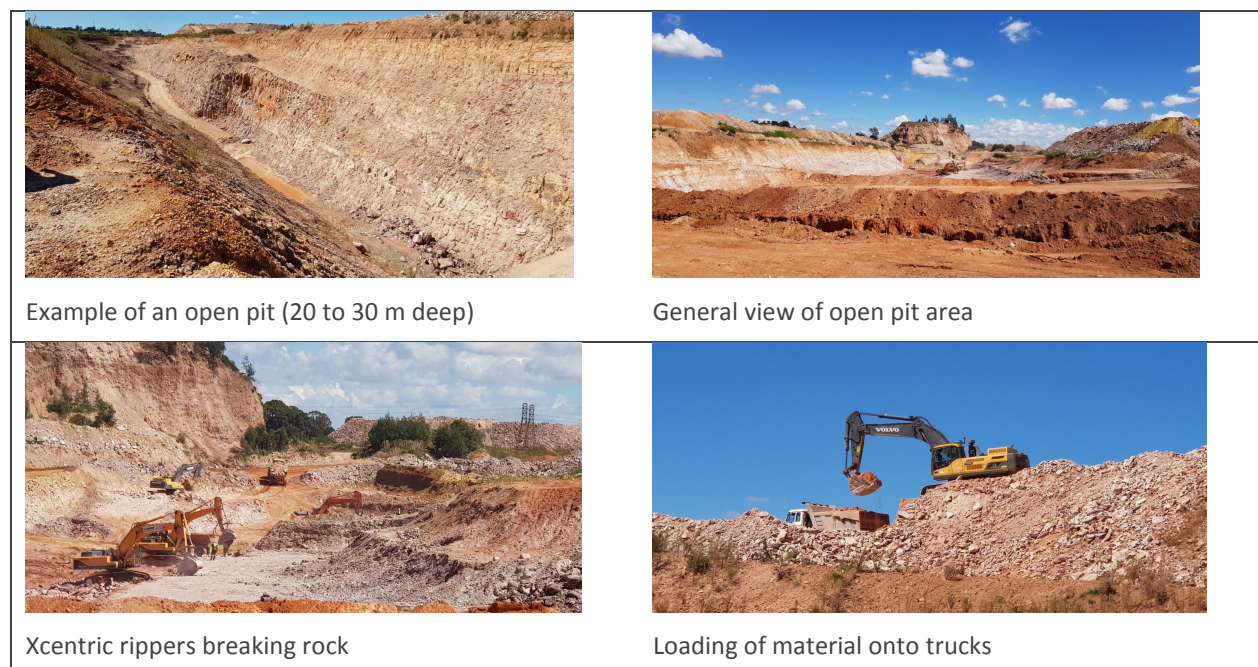 Example of an open pit (20 to 30 m deep)
General view of open pit area
Xcentric rippers breaking rock
VOLVO
Loading of material onto trucks